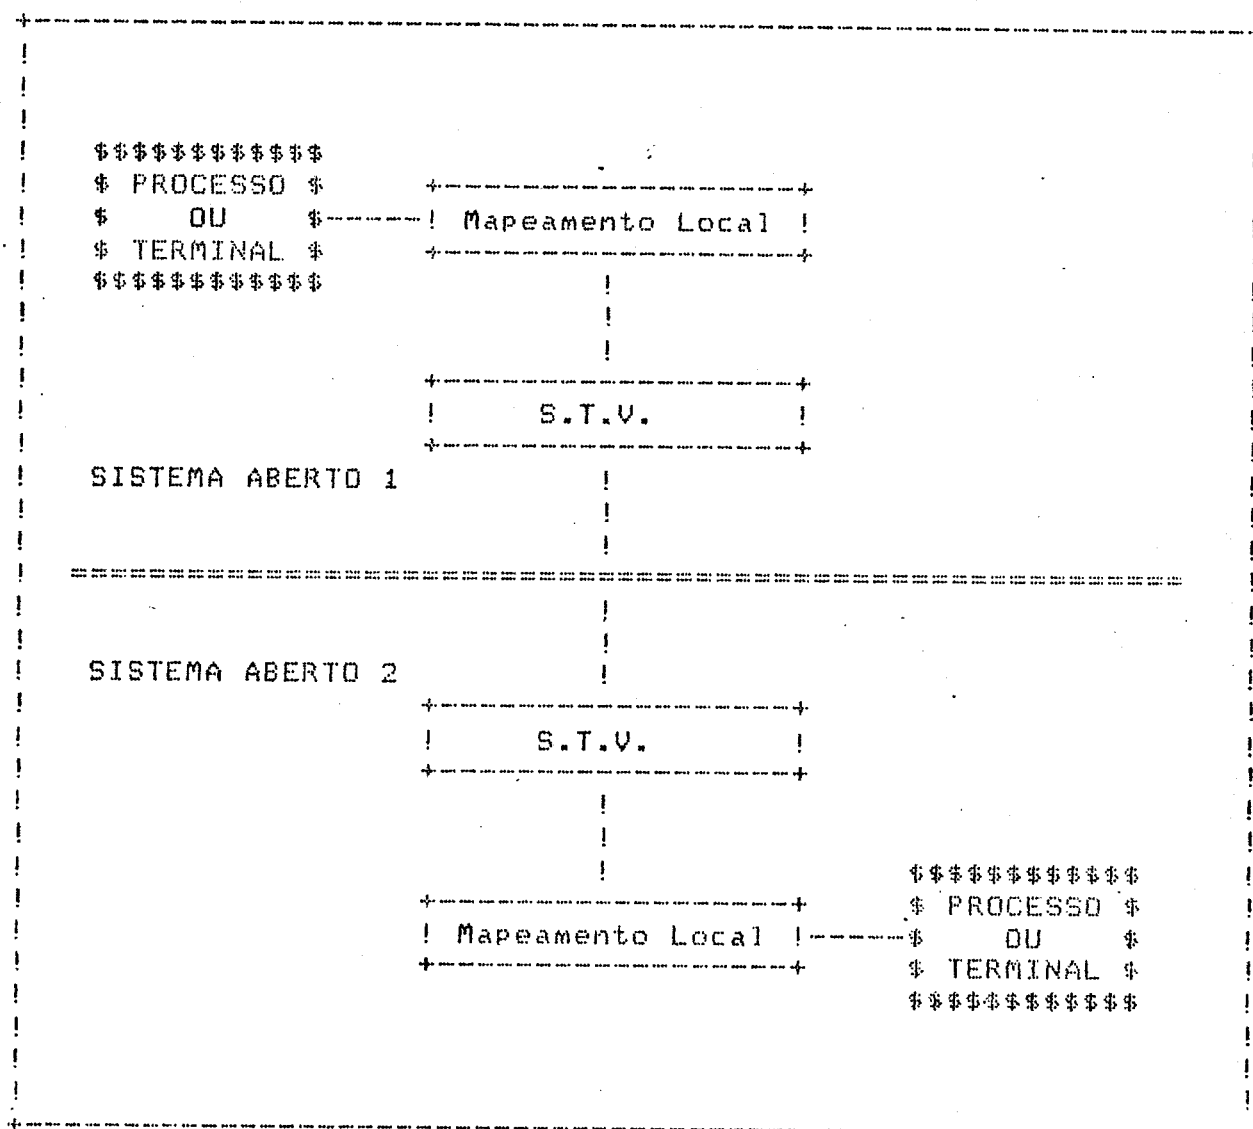 PROCESSO
OU
TERMINAL
Mapeamento Local
S.T.V.
SISTEMA ABERTO 1
SISTEMA ABERTO 2
S.T.V.
Mapeamento Local
PROCESSO
OU
TERMINAL